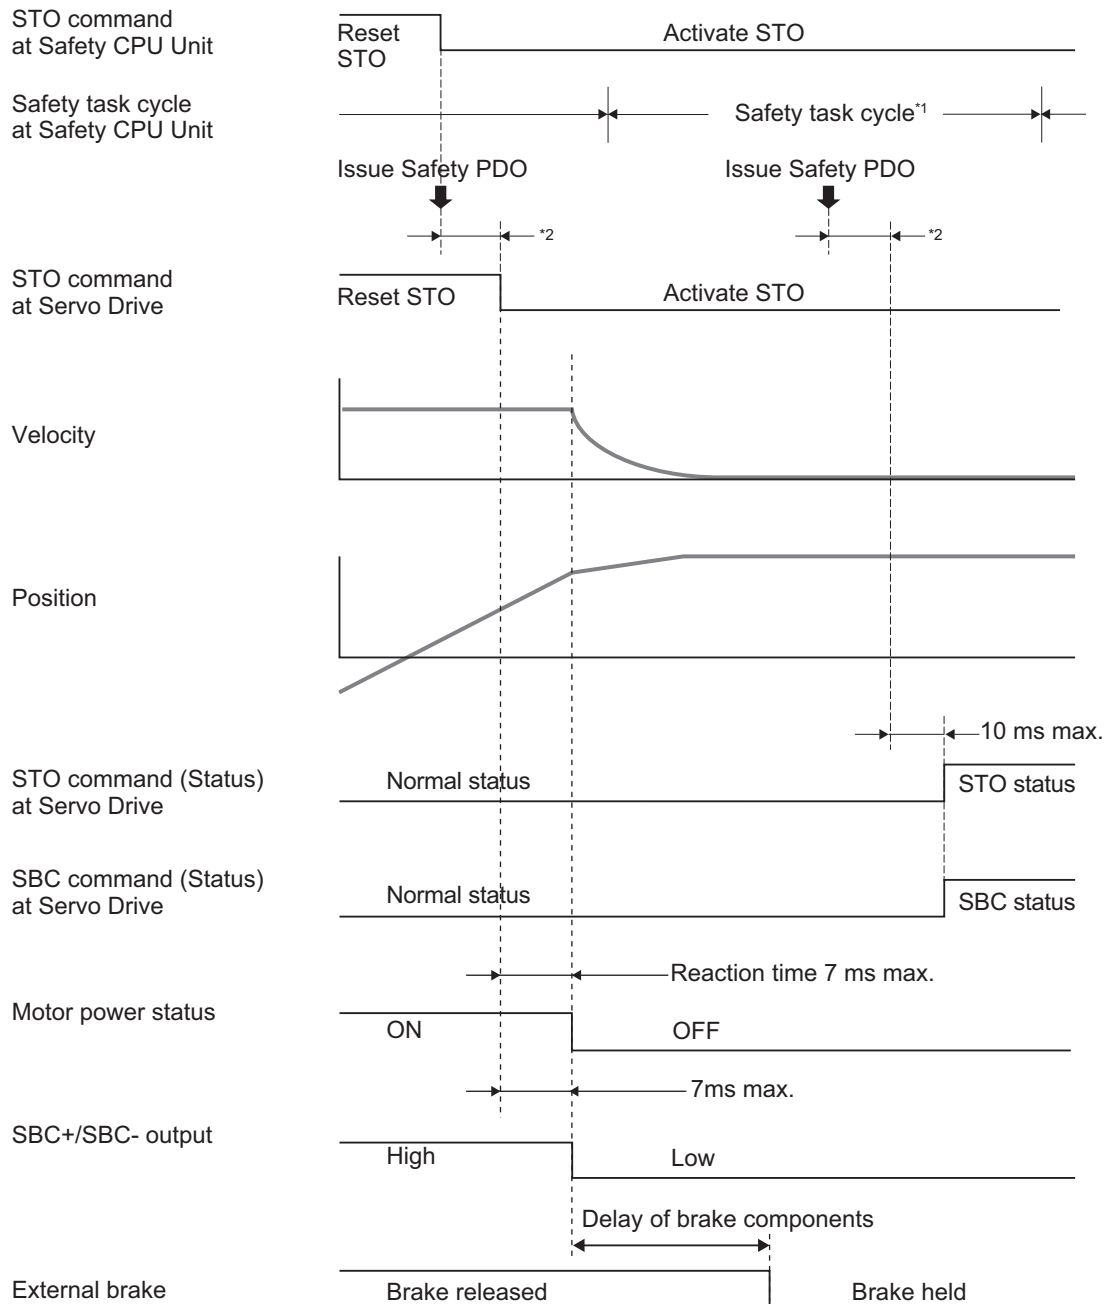 STO command
at Safety CPU Unit
Reset
STO
Activate STO
Safety task cycle
at Safety CPU Unit
Safety task cycle*1
Issue Safety PDO
Issue Safety PDO
*2
*2
STO command
at Servo Drive
Reset STO
Activate STO
Velocity
Position
10 ms max.
STO command (Status)
at Servo Drive
Normal status
STO status
SBC command (Status)
at Servo Drive
Normal status
SBC status
Reaction time 7 ms max.
Motor power status
ON
OFF
7ms max.
SBC+/SBC- output
High
Low
Delay of brake components
External brake
Brake released
Brake held